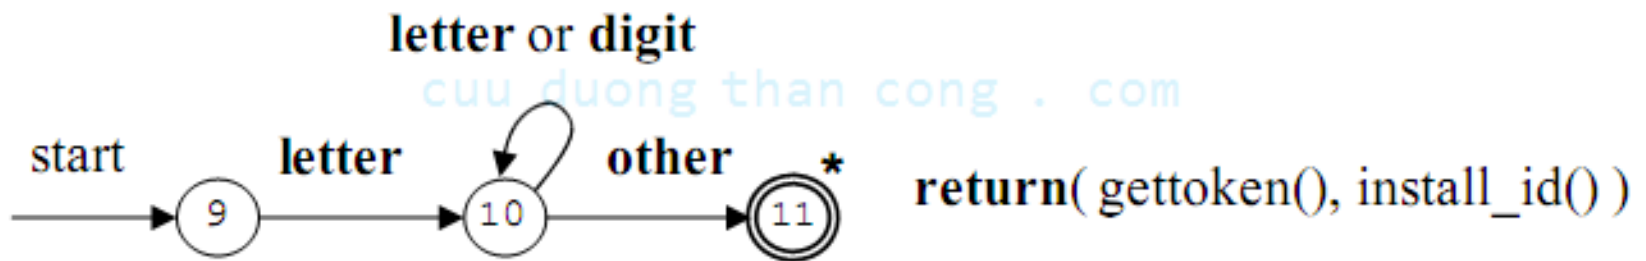 letter or digit
cuu duong than cong . com
start letter other * return( gettoken(), install_id() )
9 10 11